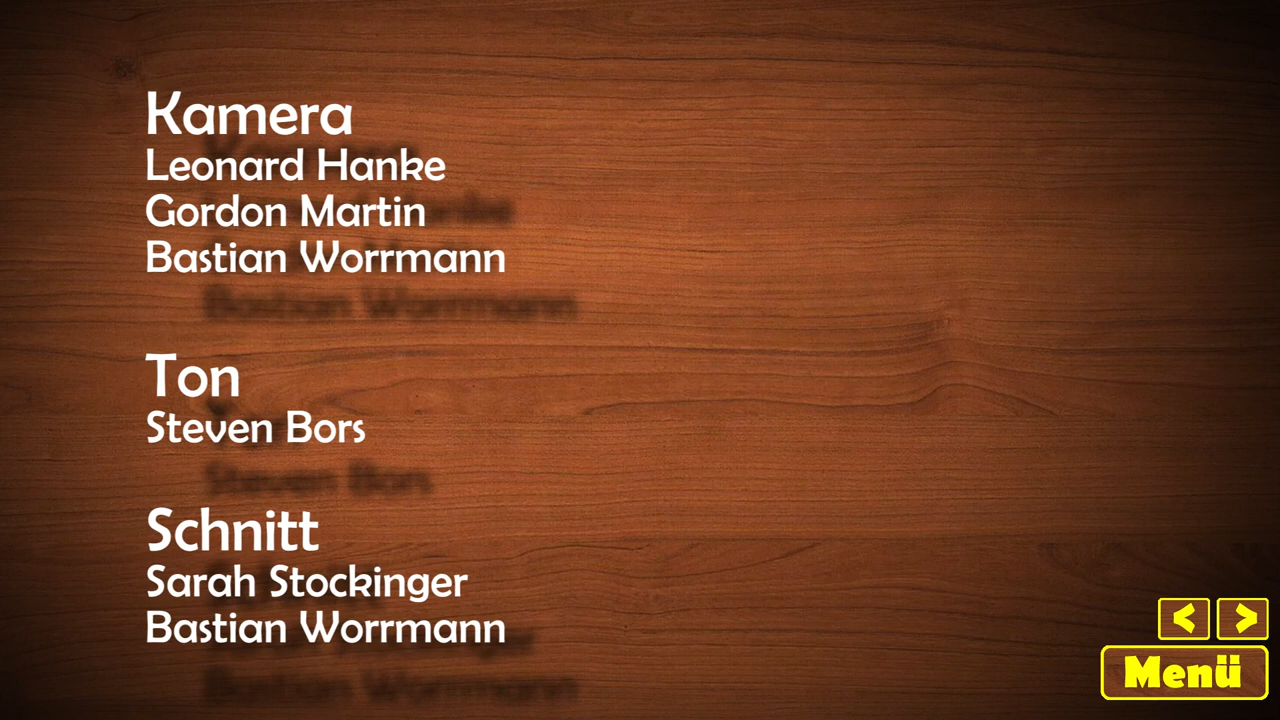 Kamera
Leonard Hanke
Gordon Martin
Bastian Worrmann
Ton
Steven Bors
Schnitt
Sarah Stockinger
Bastian Worrmann
< >
Menü